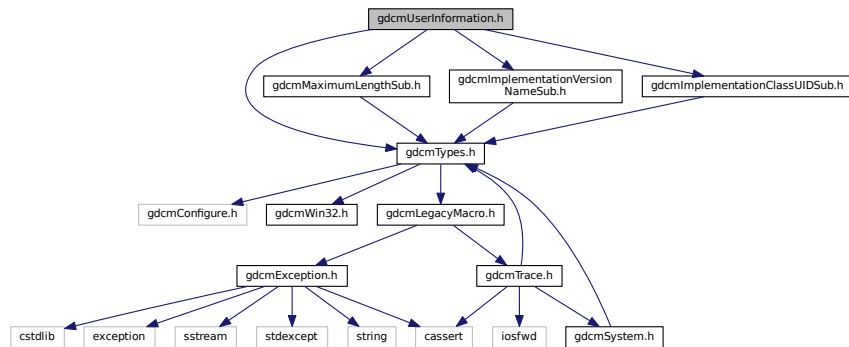 gdcmUserInformation.h
gdcmMaximumLengthSub.h
gdcmImplementationVersion
NameSub.h
gdcmImplementationClassUIDSub.h
gdcmTypes.h
gdcmConfigure.h
gdcmWin32.h
gdcmLegacyMacro.h
gdcmException.h
gdcmTrace.h
cstdlib
exception
sstream
stdexcept
string
cassert
iosfwd
gdcmSystem.h